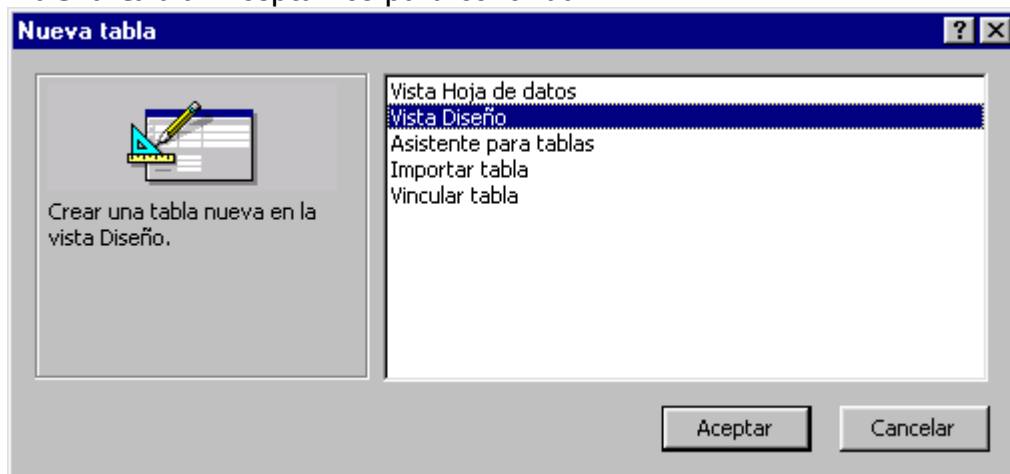 Nueva tabla
Vista Hoja de datos
Vista Diseño
Asistente para tablas
Importar tabla
Vincular tabla
Crear una tabla nueva en la
vista Diseño.
Aceptar
Cancelar